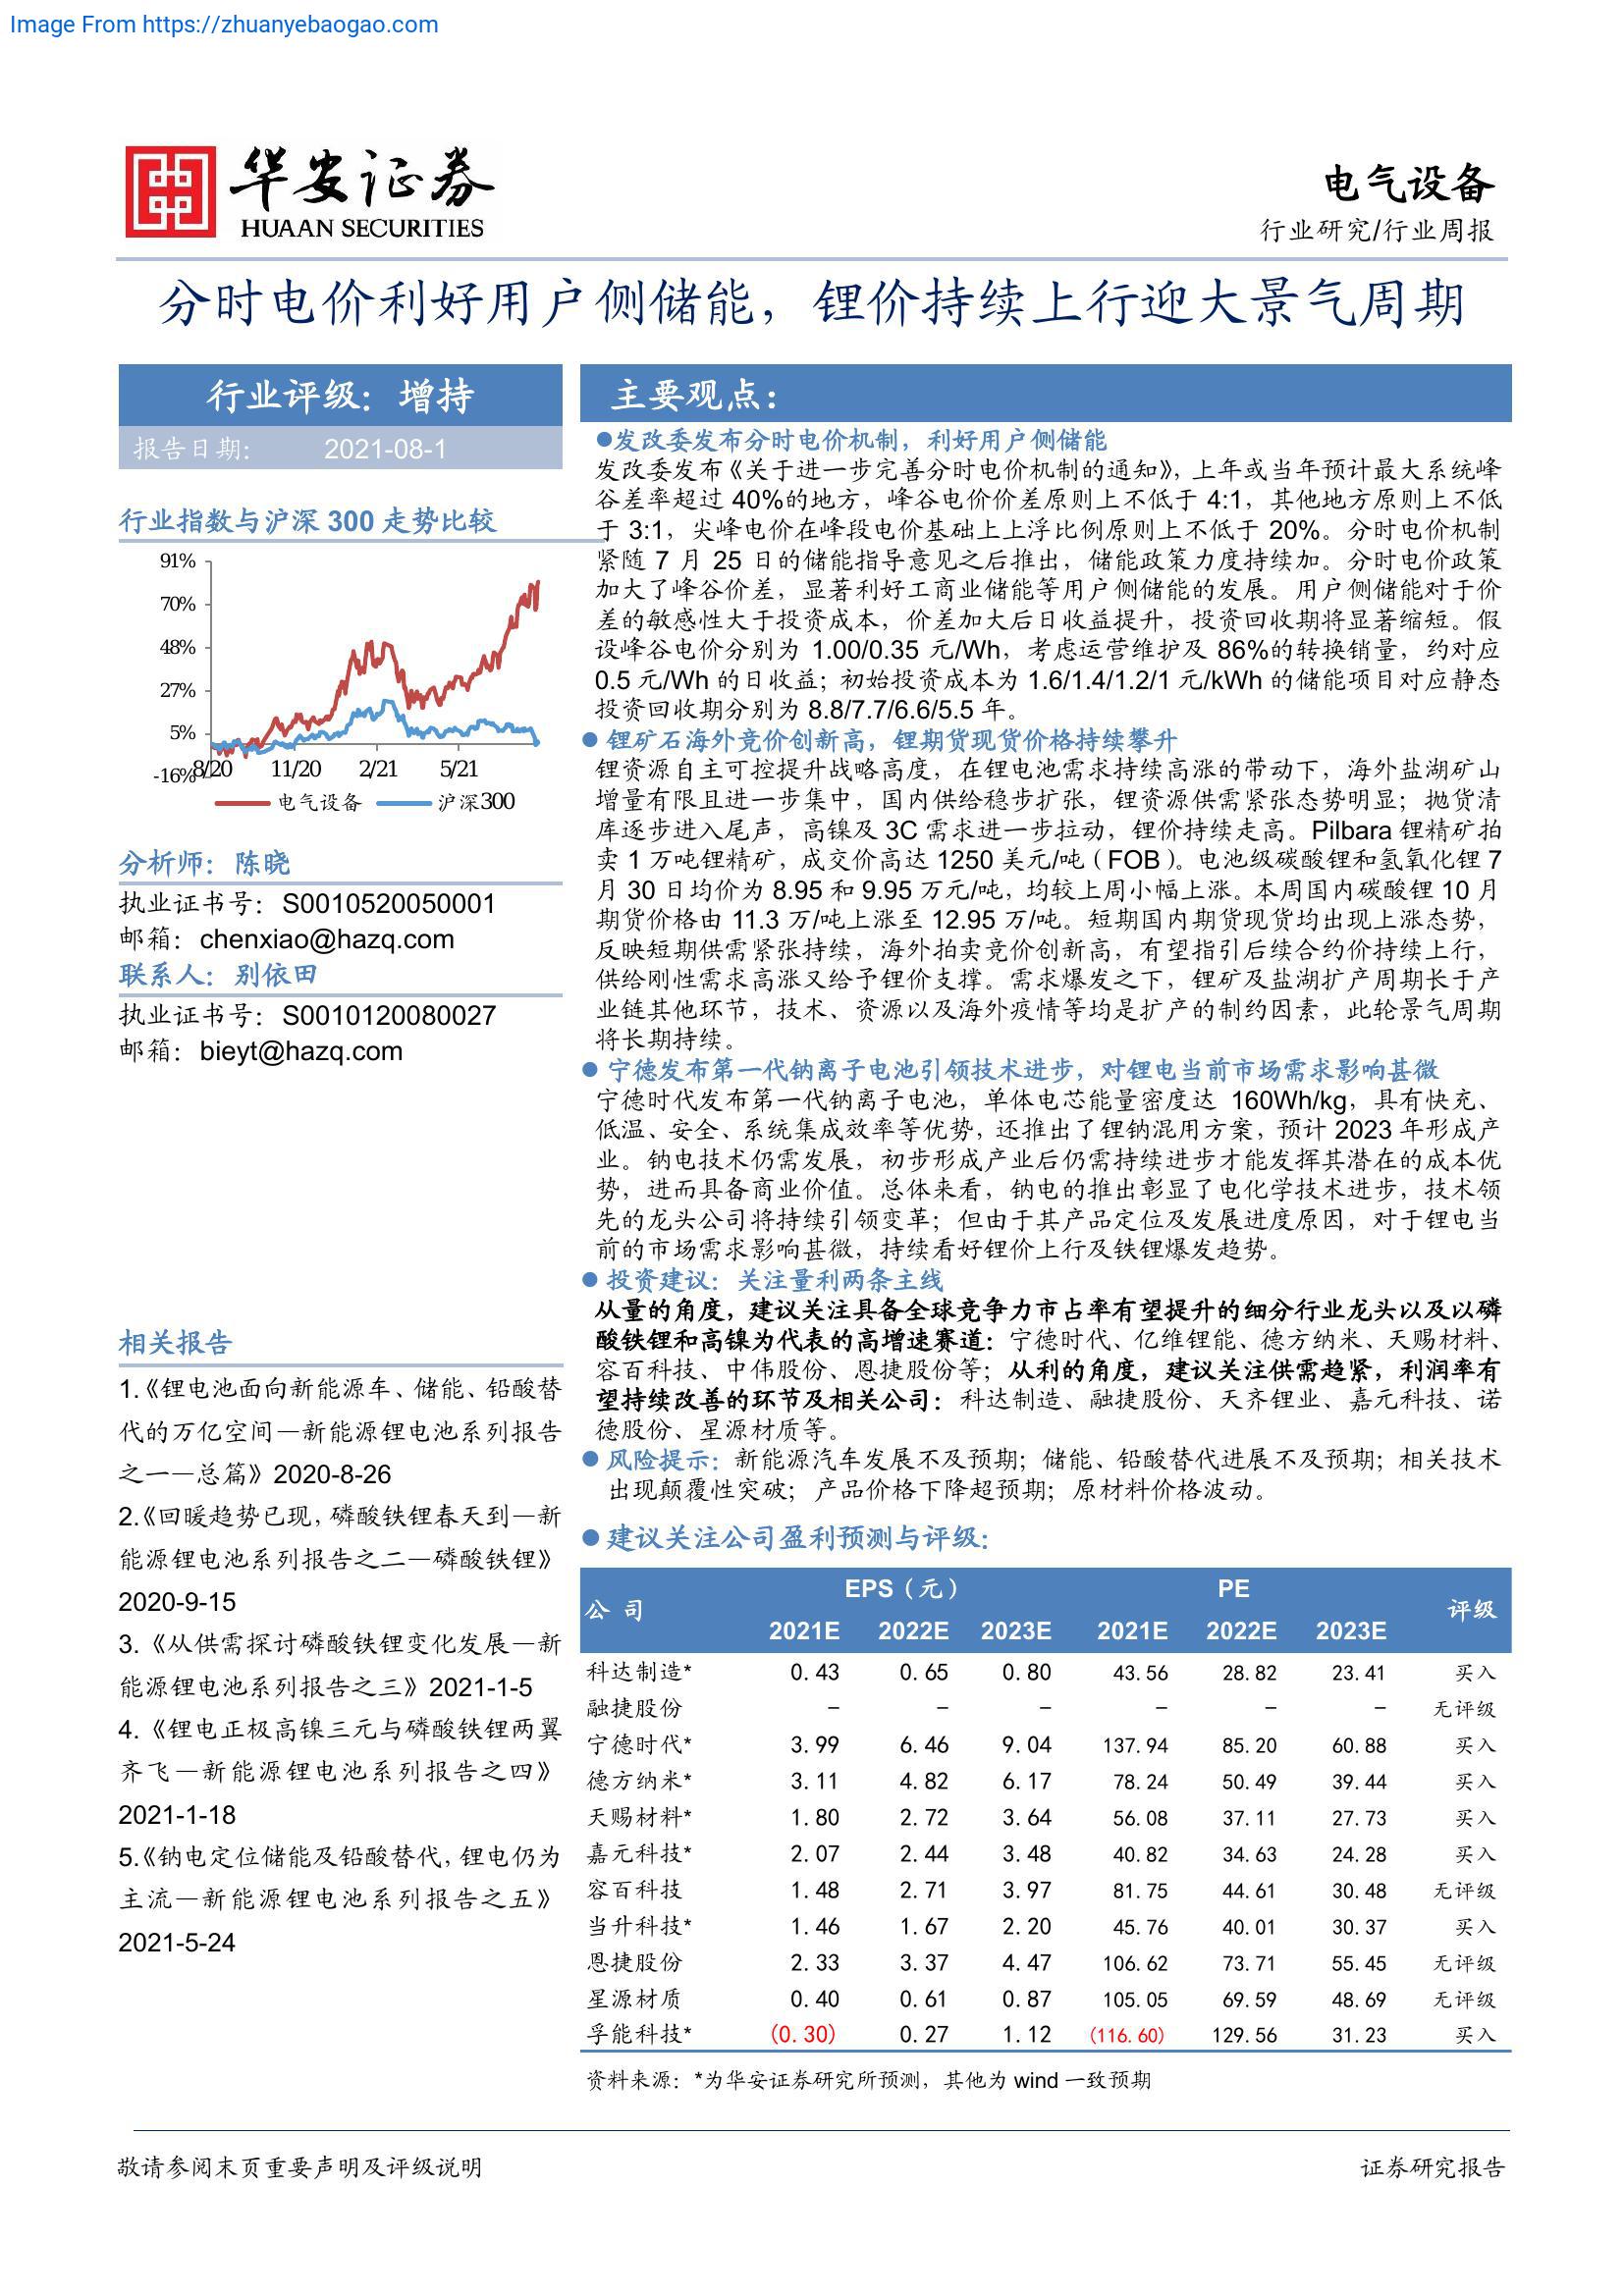 Image From https://zhuanyebaogao.com
华安证券
HUAAN SECURITIES
电气设备
行业研究/行业周报
分时电价利好用户侧储能，锂价持续上行迎大景气周期
行业评级：增持
报告日期： 2021-08-1
行业指数与沪深 300 走势比较
91%
70%
48%
27%
5%
-16%
8/20 11/20 2/21 5/21
电气设备 沪深300
分析师：陈晓
执业证书号：S0010520050001
邮箱：chenxiao@hazq.com
联系人：别依田
执业证书号：S0010120080027
邮箱：bieyt@hazq.com
相关报告
1.《锂电池面向新能源车、储能、铅酸替
代的万亿空间—新能源锂电池系列报告
之一—总篇》2020-8-26
2.《回暖趋势已现，磷酸铁锂春天到—新
能源锂电池系列报告之二—磷酸铁锂》
2020-9-15
3.《从供需探讨磷酸铁锂变化发展—新
能源锂电池系列报告之三》2021-1-5
4.《锂电正极高镍三元与磷酸铁锂两翼
齐飞—新能源锂电池系列报告之四》
2021-1-18
5.《钠电定位储能及铅酸替代，锂电仍为
主流—新能源锂电池系列报告之五》
2021-5-24
主要观点：
●发改委发布分时电价机制，利好用户侧储能
发改委发布《关于进一步完善分时电价机制的通知》，上年或当年预计最大系统峰
谷差率超过 40%的地方，峰谷电价价差原则上不低于 4:1，其他地方原则上不低
于 3:1，尖峰电价在峰段电价基础上上浮比例原则上不低于 20%。分时电价机制
紧随 7 月 25 日的储能指导意见之后推出，储能政策力度持续加。分时电价政策
加大了峰谷价差，显著利好工商业储能等用户侧储能的发展。用户侧储能对于价
差的敏感性大于投资成本，价差加大后日收益提升，投资回收期将显著缩短。假
设峰谷电价分别为 1.00/0.35 元/Wh，考虑运营维护及 86%的转换销量，约对应
0.5 元/Wh 的日收益；初始投资成本为 1.6/1.4/1.2/1 元/kWh 的储能项目对应静态
投资回收期分别为 8.8/7.7/6.6/5.5 年。
● 锂矿石海外竞价创新高，锂期货现货价格持续攀升
锂资源自主可控提升战略高度，在锂电池需求持续高涨的带动下，海外盐湖矿山
增量有限且进一步集中，国内供给稳步扩张，锂资源供需紧张态势明显；抛货清
库逐步进入尾声，高镍及 3C 需求进一步拉动，锂价持续走高。Pilbara 锂精矿拍
卖 1 万吨锂精矿，成交价高达 1250 美元/吨（FOB）。电池级碳酸锂和氢氧化锂 7
月 30 日均价为 8.95 和 9.95 万元/吨，均较上周小幅上涨。本周国内碳酸锂 10 月
期货价格由 11.3 万/吨上涨至 12.95 万/吨。短期国内期货现货均出现上涨态势，
反映短期供需紧张持续，海外拍卖竞价创新高，有望指引后续合约价持续上行，
供给刚性需求高涨又给予锂价支撑。需求爆发之下，锂矿及盐湖扩产周期长于产
业链其他环节，技术、资源以及海外疫情等均是扩产的制约因素，此轮景气周期
将长期持续。
● 宁德发布第一代钠离子电池引领技术进步，对锂电当前市场需求影响甚微
宁德时代发布第一代钠离子电池，单体电芯能量密度达 160Wh/kg，具有快充、
低温、安全、系统集成效率等优势，还推出了锂钠混用方案，预计 2023 年形成产
业。钠电技术仍需发展，初步形成产业后仍需持续进步才能发挥其潜在的成本优
势，进而具备商业价值。总体来看，钠电的推出彰显了电化学技术进步，技术领
先的龙头公司将持续引领变革；但由于其产品定位及发展进度原因，对于锂电当
前的市场需求影响甚微，持续看好锂价上行及铁锂爆发趋势。
● 投资建议：关注量利两条主线
从量的角度，建议关注具备全球竞争力市占率有望提升的细分行业龙头以及以磷
酸铁锂和高镍为代表的高增速赛道：宁德时代、亿维锂能、德方纳米、天赐材料、
容百科技、中伟股份、恩捷股份等；从利的角度，建议关注供需趋紧，利润率有
望持续改善的环节及相关公司：科达制造、融捷股份、天齐锂业、嘉元科技、诺
德股份、星源材质等。
● 风险提示：新能源汽车发展不及预期；储能、铅酸替代进展不及预期；相关技术
出现颠覆性突破；产品价格下降超预期；原材料价格波动。
● 建议关注公司盈利预测与评级：
公 司 EPS（元） PE 评级
2021E 2022E 2023E 2021E 2022E 2023E
科达制造* 0.43 0.65 0.80 43.56 28.82 23.41 买入
融捷股份 – – – – – – 无评级
宁德时代* 3.99 6.46 9.04 137.94 85.20 60.88 买入
德方纳米* 3.11 4.82 6.17 78.24 50.49 39.44 买入
天赐材料* 1.80 2.72 3.64 56.08 37.11 27.73 买入
嘉元科技* 2.07 2.44 3.48 40.82 34.63 24.28 买入
容百科技 1.48 2.71 3.97 81.75 44.61 30.48 无评级
当升科技* 1.46 1.67 2.20 45.76 40.01 30.37 买入
恩捷股份 2.33 3.37 4.47 106.62 73.71 55.45 无评级
星源材质 0.40 0.61 0.87 105.05 69.59 48.69 无评级
孚能科技* (0.30) 0.27 1.12 (116.60) 129.56 31.23 买入
资料来源：*为华安证券研究所预测，其他为 wind 一致预期
敬请参阅末页重要声明及评级说明
证券研究报告